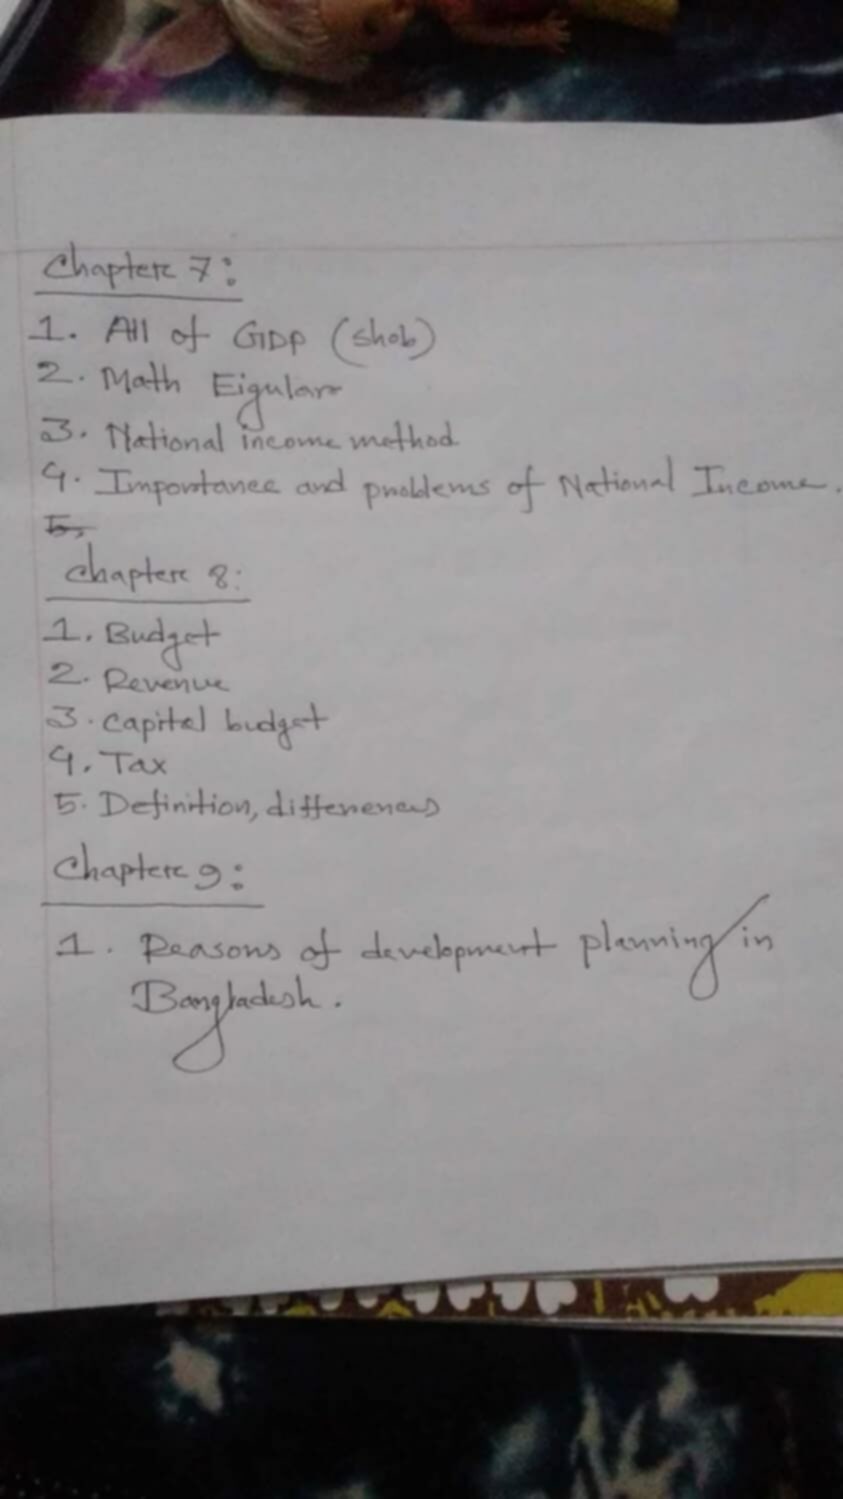 Chapter 7:
1. All of GDP (shob)
2. Math Eigular
3. National income method
4. Importance and problems of National Income.
5.
Chapter 8:
1. Budget
2. Revenue
3. capital budget
4. Tax
5. Definition, differences
Chapter 9:
1. Reasons of development planning in
Bangladesh.